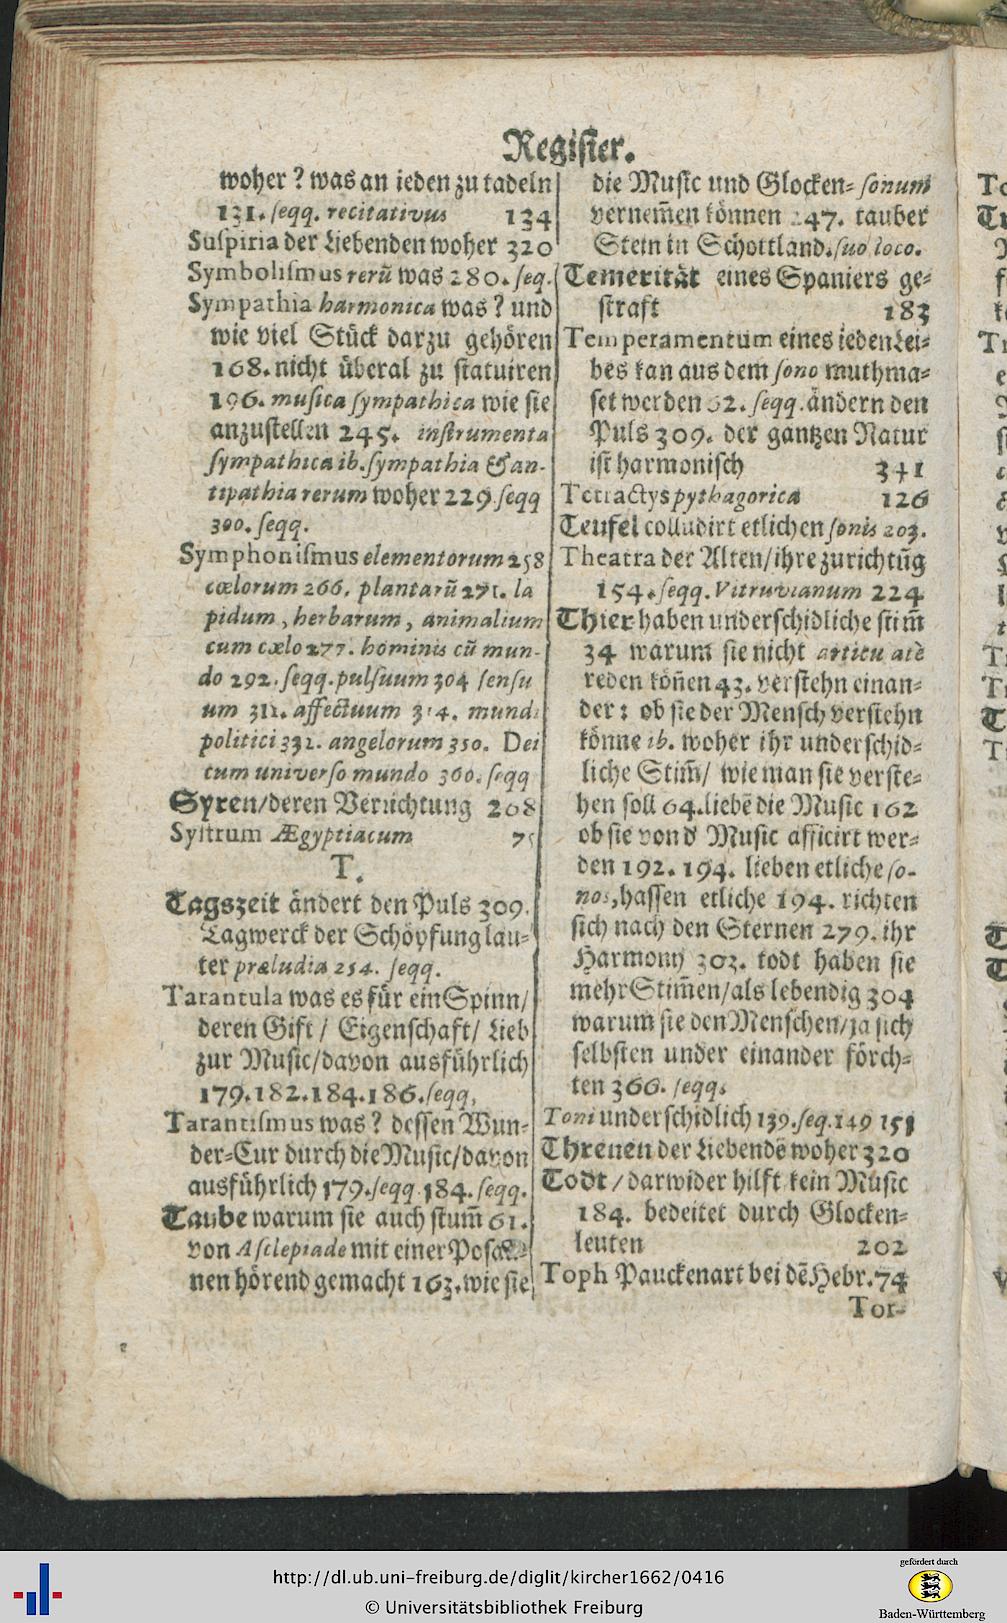 Register.
woher? was an ieden zu tadeln
131. seqq. recitativus 134
Suspiria der Liebenden woher 320
Symbolismus rerū was 280. seq.
Sympathia harmonica was? und
wie viel Stück darzu gehören
168. nicht überal zu statuiren
196. musica sympathica wie sie
anzustellen 245. instrumenta
sympathica ib. sympathia & an-
tipathia rerum woher 229 seqq
300. seqq.
Symphonismus elementorum 258
cœlorum 266. plantarū 271. la
pidum, herbarum, animalium
cum cœlo 277. hominis cū mun-
do 292. seqq. pulsuum 304 sensu
um 311. affectuum 314. mundi
politici 331. angelorum 350. Dei
cum universo mundo 360. seqq
Syren/deren Verrichtung 268
Systrum Ægyptiacum
T.
Tagszeit ändert den Puls 309.
Tagwerck der Schöpfung lau-
ter præludia 254. seqq.
Tarantula was es für ein Spinn/
deren Gift / Eigenschaft/ Lieb
zur Music/davon ausführlich
179. 182. 184. 186. seqq.
Tarantismus was? dessen Wun-
der-Cur durch die Music/davon
ausführlich 179. seqq 184. seqq.
Taube warum sie auch stum̄ 61.
von Asclepiade mit einer Posau-
nen hörend gemacht 163. wie sie
die Music und Glocken- sonum
vernem̄en können 247. tauber
Stein in Schottland. suo loco.
Temerität eines Spaniers ge-
straft 183
Temperamentum eines ieden Lei-
bes kan aus dem sono muthma-
set werden 62. seqq. ändern den
Puls 309. der gantzen Natur
ist harmonisch 341
Tetractys pythagorica 126
Teufel colludirt etlichen sonis 203.
Theatra der Alten/ihre zurichtūg
154. seqq. Vitruvianum 224
Thier haben underschidliche stim̄
34 warum sie nicht articulatè
reden kön̄en 43. verstehn einan-
der: ob sie der Mensch verstehn
könne ib. woher ihr underschid-
liche Stim̄/ wie man sie verste-
hen soll 64. liebē die Music 162
ob sie von d' Music afficirt wer-
den 192. 194. lieben etliche so-
nos, hassen etliche 194. richten
sich nach den Sternen 279. ihr
Harmony 303. todt haben sie
mehr Stim̄en/als lebendig 304
warum sie den Menschen/ja sich
selbsten under einander förch-
ten 366. seqq.
Toni underschidlich 139. seq. 149 151
Threnen der Liebendē woher 320
Todt / darwider hilft kein Music
184. bedeitet durch Glocken-
leuten 202
Toph Pauckenart bei dē Hebr. 74
Tor-
http://dl.ub.uni-freiburg.de/diglit/kircher1662/0416
© Universitätsbibliothek Freiburg
gefördert durch
Baden-Württemberg